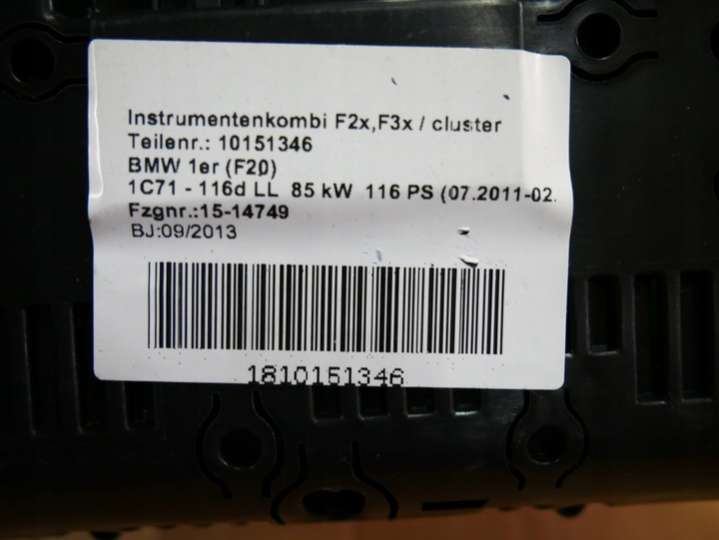 Instrumentenkombi F2x,F3x / cluster
Teilenr.: 10151346
BMW 1er (F20)
1C71 - 116d LL 85 kW 116 PS (07.2011-02.
Fzgnr.:15-14749
BJ:09/2013
1810151346